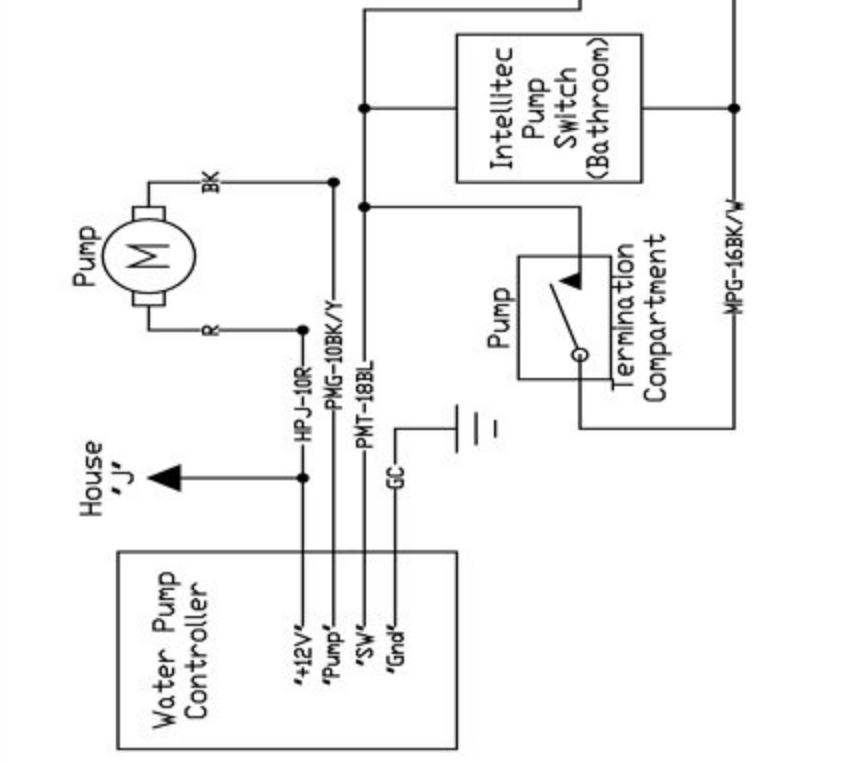 Intellitec
Pump
Switch
(Bathroom)
BK
Pump
M
R
HPJ-10R
PMG-10BK/Y
PMT-18BL
MPG-16BK/W
Pump
Termination
Compartment
House
"J"
GC
Water Pump
Controller
"+12V"
"Pump"
"SW"
"Gnd"